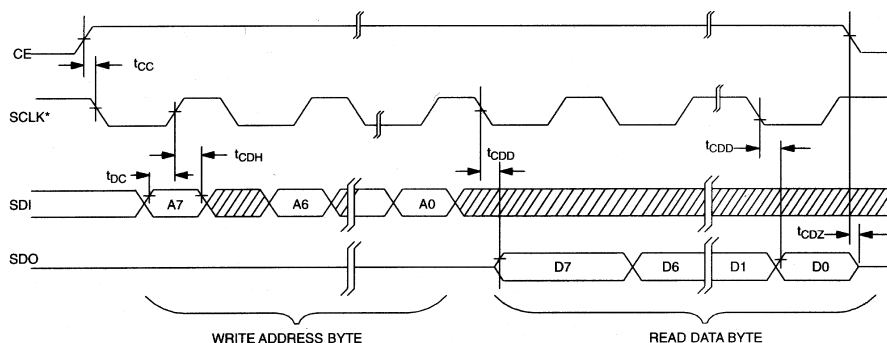 CE
tCC
SCLK*
tCDH
tDC
tCDD
tCDD
SDI
A7
A6
A0
tCDZ
SDO
D7
D6
D1
D0
WRITE ADDRESS BYTE
READ DATA BYTE